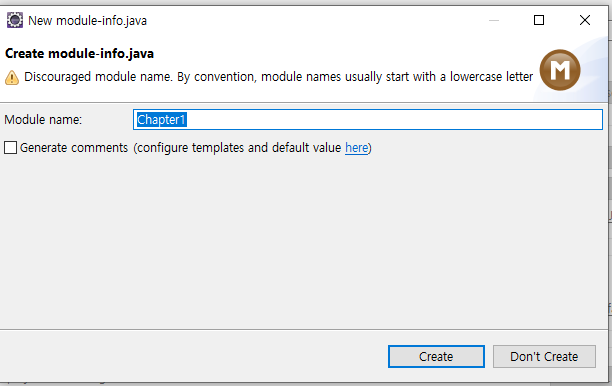 New module-info.java
Create module-info.java
Discouraged module name. By convention, module names usually start with a lowercase letter
M
Module name: Chapter1
Generate comments (configure templates and default value here)
Create Don't Create